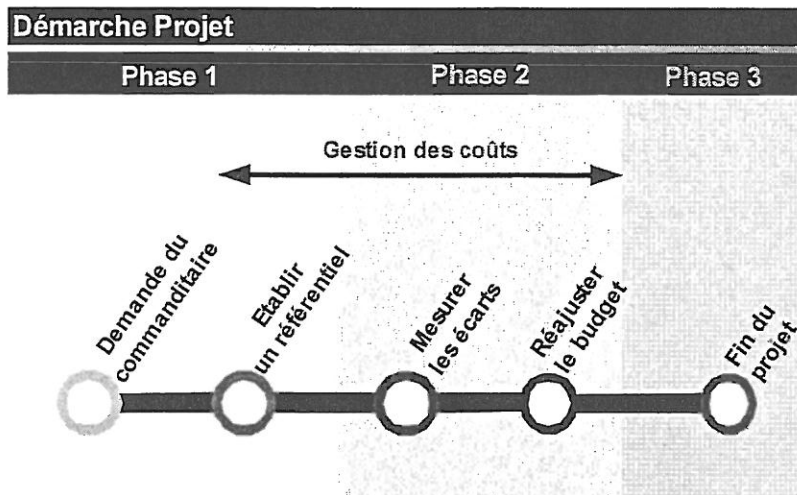 Démarche Projet
Phase 1
Phase 2
Phase 3
Gestion des coûts
Demande du
commanditaire
Etablir
un référentiel
Mesurer
les écarts
Réajuster
le budget
Fin du
projet